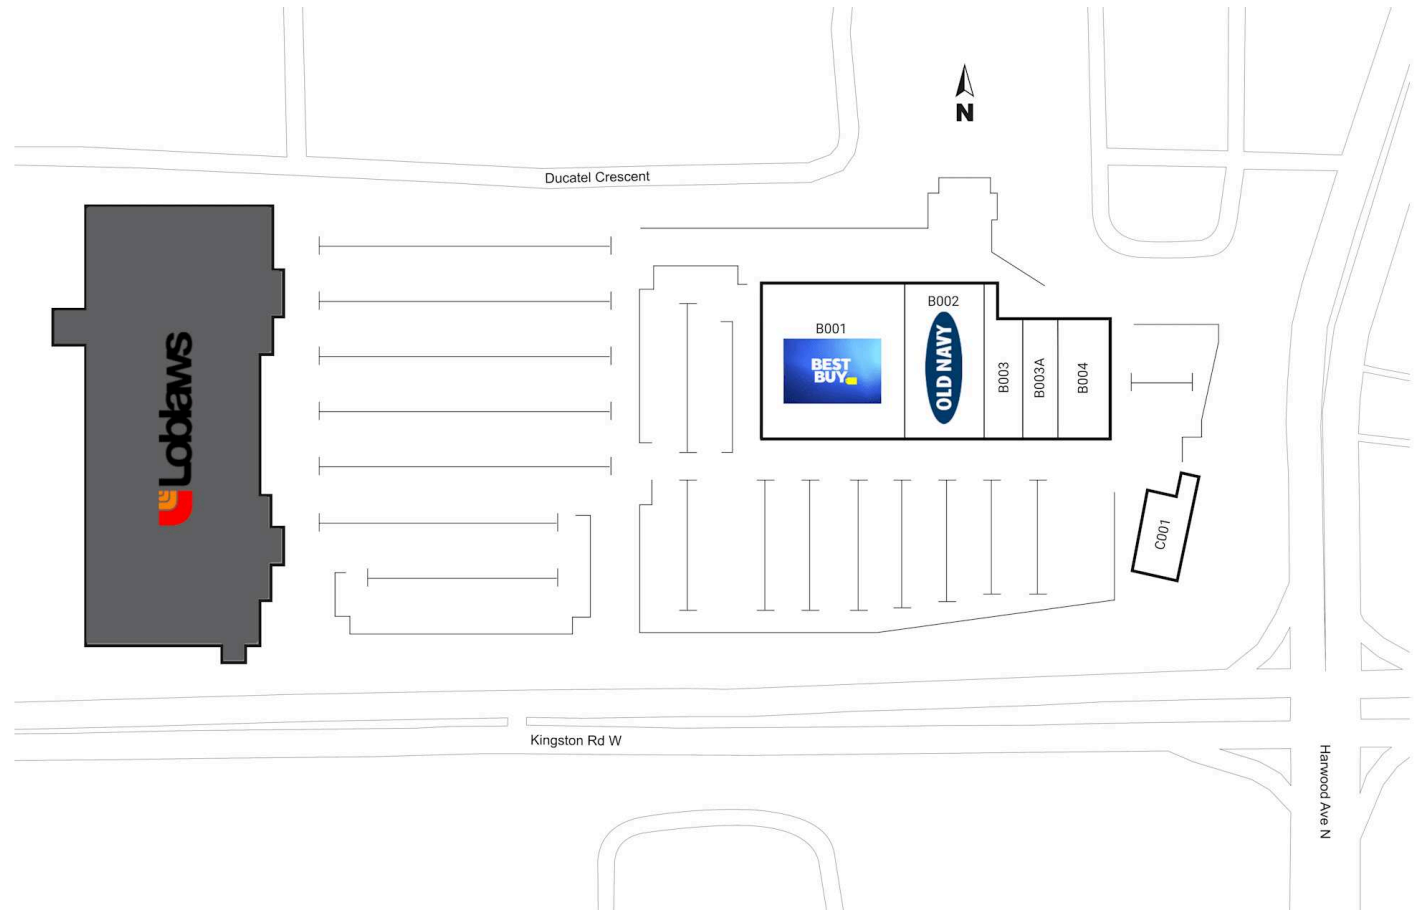 N
Ducatel Crescent
Loblaws
B001
BEST
BUY
B002
OLD NAVY
B003
B003A
B004
C001
Kingston Rd W
Harwood Ave N